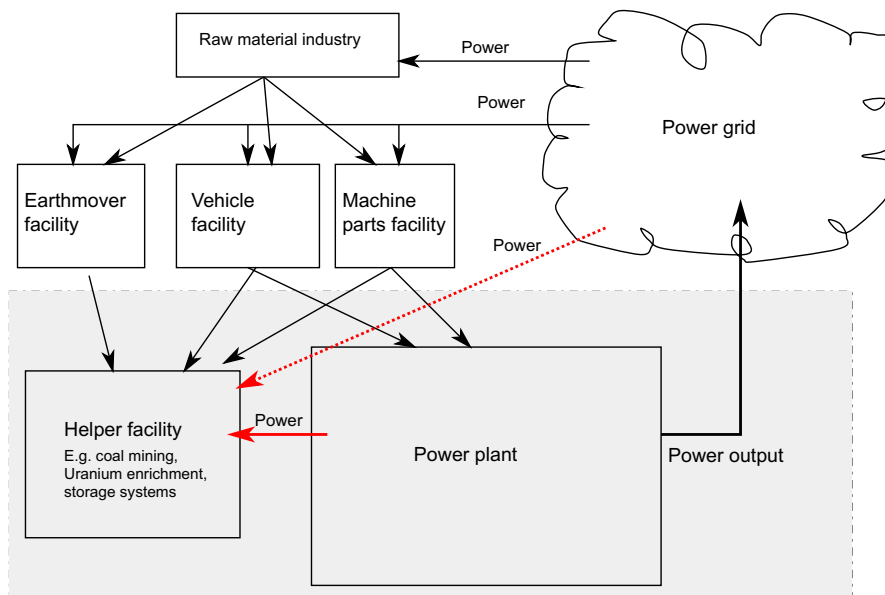 Raw material industry
Power
Power
Power grid
Earthmover
facility
Vehicle
facility
Machine
parts facility
Power
Helper facility
E.g. coal mining,
Uranium enrichment,
storage systems
Power
Power plant
Power output